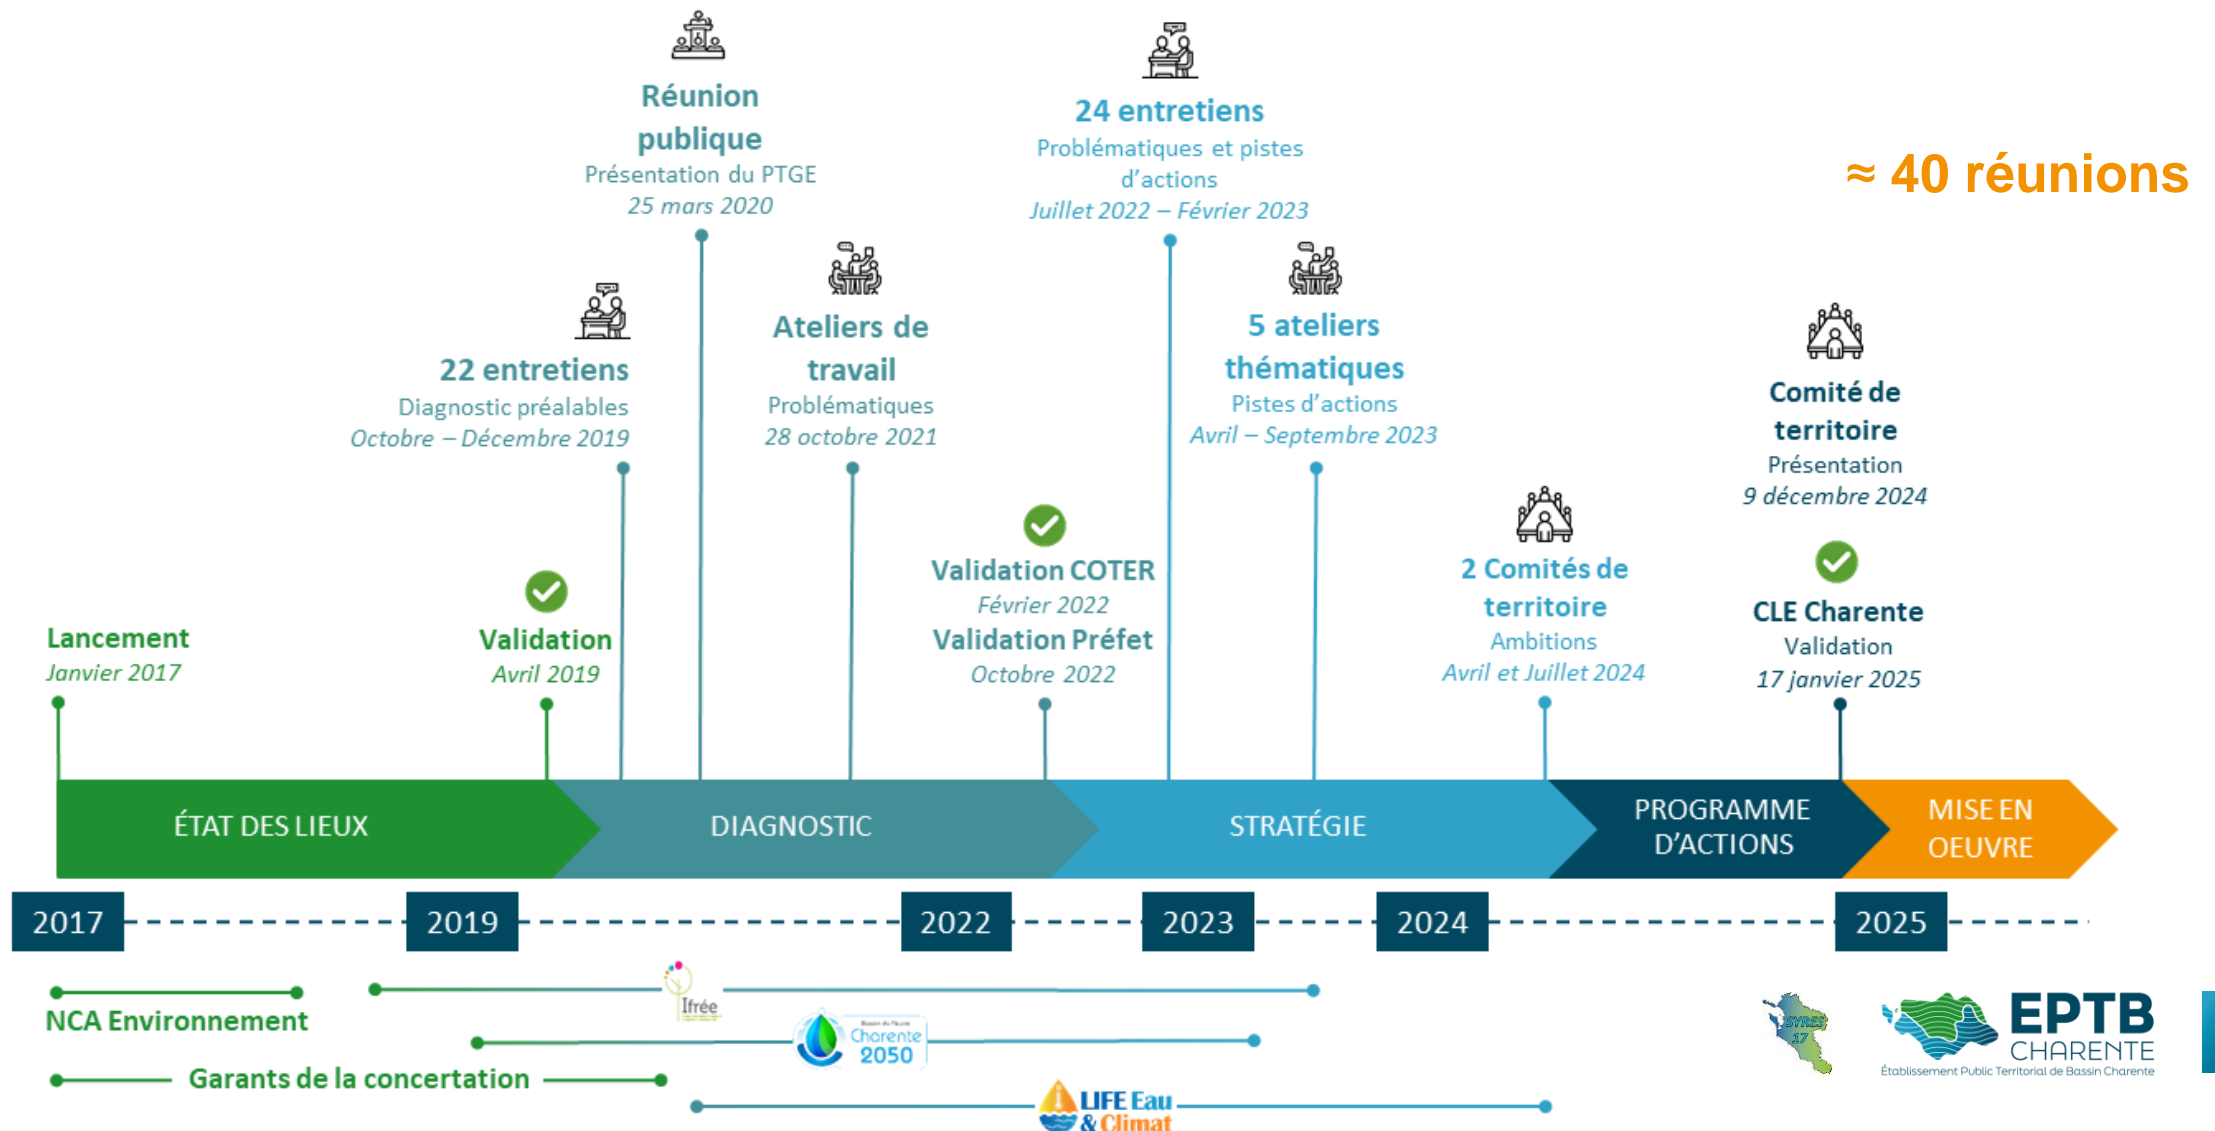 Réunion
publique
Présentation du PTGE
25 mars 2020
24 entretiens
Problématiques et pistes
d'actions
Juillet 2022 – Février 2023
≈ 40 réunions
22 entretiens
Diagnostic préalables
Octobre – Décembre 2019
Ateliers de
travail
Problématiques
28 octobre 2021
5 ateliers
thématiques
Pistes d'actions
Avril – Septembre 2023
Comité de
territoire
Présentation
9 décembre 2024
Lancement
Janvier 2017
Validation
Avril 2019
Validation COTER
Février 2022
Validation Préfet
Octobre 2022
2 Comités de
territoire
Ambitions
Avril et Juillet 2024
CLE Charente
Validation
17 janvier 2025
ÉTAT DES LIEUX
DIAGNOSTIC
STRATÉGIE
PROGRAMME
D'ACTIONS
MISE EN
OEUVRE
2017
2019
2022
2023
2024
2025
NCA Environnement
Ifrée
Bassin du fleuve
Charente
2050
Garants de la concertation
LIFE Eau
& Climat
SYRES
17
EPTB
CHARENTE
Établissement Public Territorial de Bassin Charente